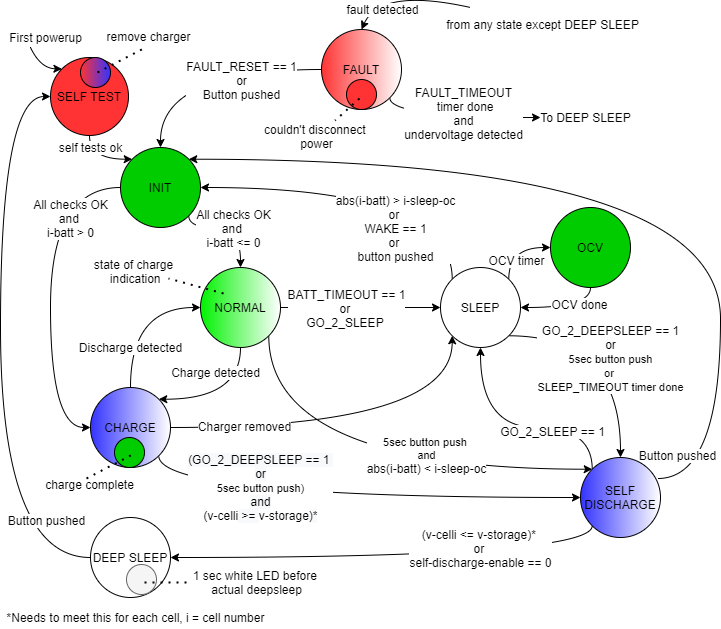 fault detected
from any state except DEEP SLEEP
First powerup
remove charger
FAULT_RESET == 1
or
Button pushed
FAULT
SELF TEST
FAULT_TIMEOUT
timer done
and
undervoltage detected
To DEEP SLEEP
couldn't disconnect
power
self tests ok
INIT
All checks OK
and
i-batt > 0
All checks OK
and
i-batt <= 0
abs(i-batt) > i-sleep-oc
or
WAKE == 1
or
button pushed
OCV
OCV timer
state of charge
indication
NORMAL
BATT_TIMEOUT == 1
or
GO_2_SLEEP
SLEEP
OCV done
GO_2_DEEPSLEEP == 1
or
5sec button push
or
SLEEP_TIMEOUT timer done
Discharge detected
Charge detected
CHARGE
Charger removed
GO_2_SLEEP == 1
5sec button push
and
abs(i-batt) < i-sleep-oc
Button pushed
(GO_2_DEEPSLEEP == 1
or
5sec button push)
and
(v-celli >= v-storage)*
charge complete
SELF
DISCHARGE
Button pushed
(v-celli <= v-storage)*
or
self-discharge-enable == 0
DEEP SLEEP
1 sec white LED before
actual deepsleep
*Needs to meet this for each cell, i = cell number